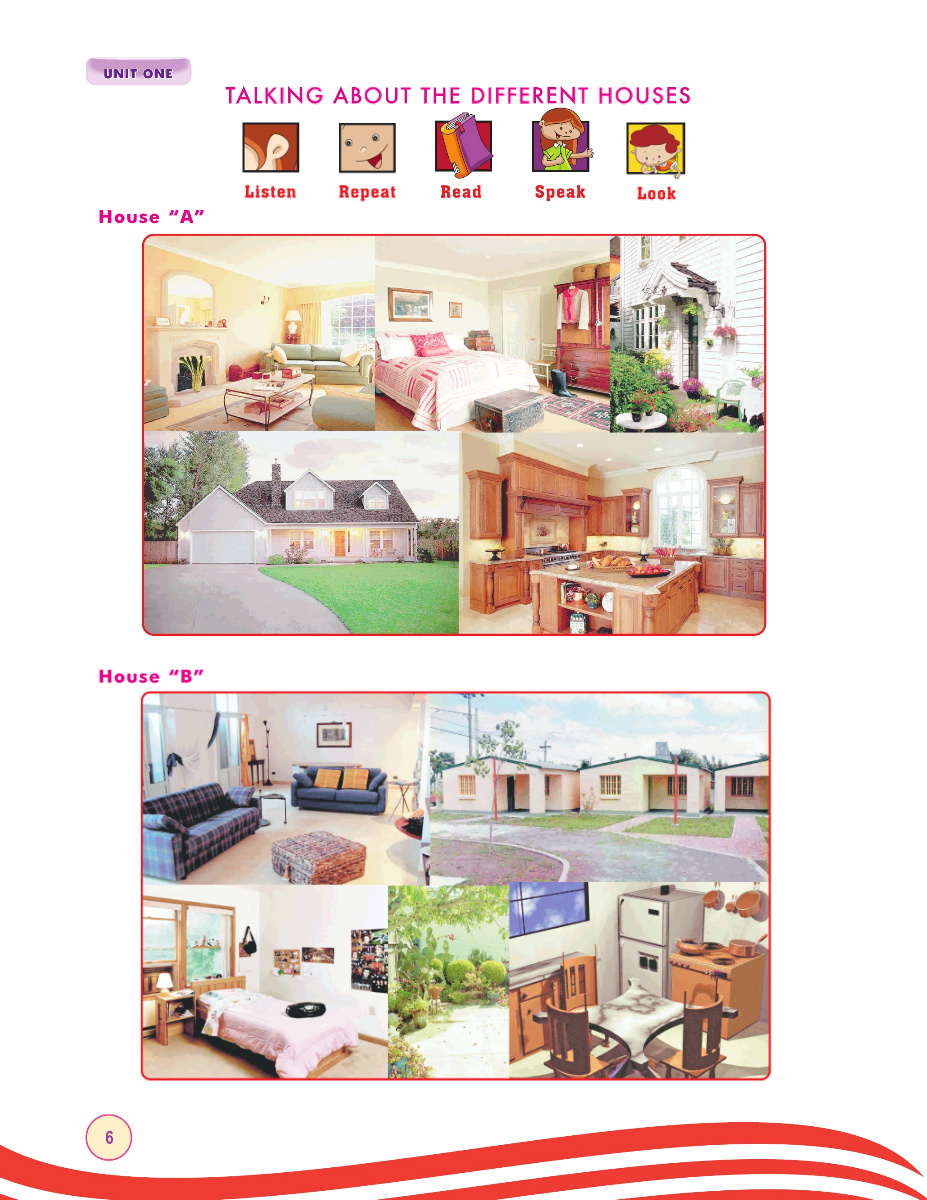 UNIT ONE
TALKING ABOUT THE DIFFERENT HOUSES
Listen Repeat Read Speak Look
House “A”
House “B”
6